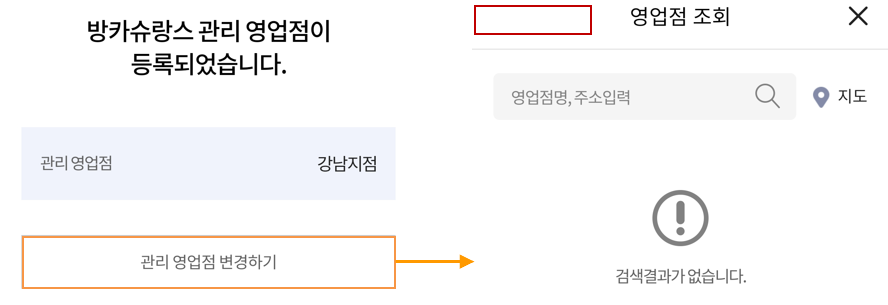 방카슈랑스 관리 영업점이
등록되었습니다.
관리 영업점 강남지점
관리 영업점 변경하기
영업점 조회
영업점명, 주소입력
지도
검색결과가 없습니다.